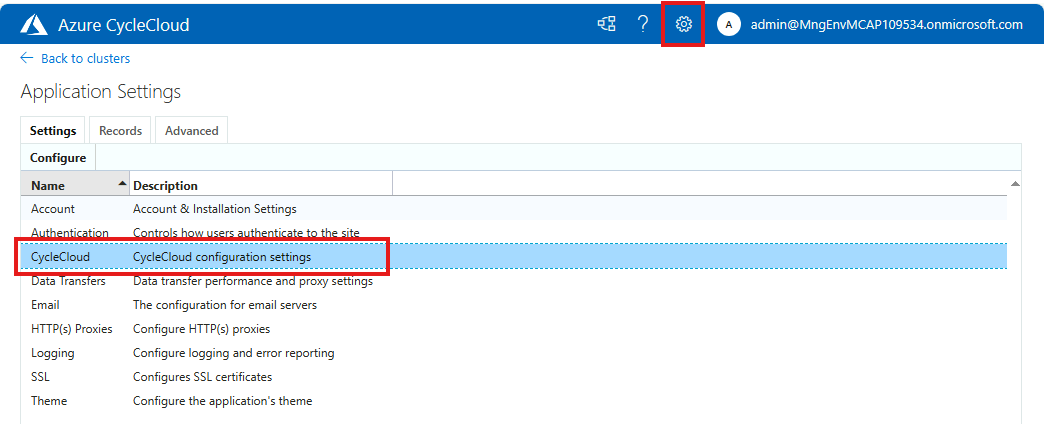 Azure CycleCloud ? A admin@MngEnvMCAP109534.onmicrosoft.com
Back to clusters
Application Settings
Settings Records Advanced
Configure
Name Description
Account Account & Installation Settings
Authentication Controls how users authenticate to the site
CycleCloud CycleCloud configuration settings
Data Transfers Data transfer performance and proxy settings
Email The configuration for email servers
HTTP(s) Proxies Configure HTTP(s) proxies
Logging Configure logging and error reporting
SSL Configures SSL certificates
Theme Configure the application's theme